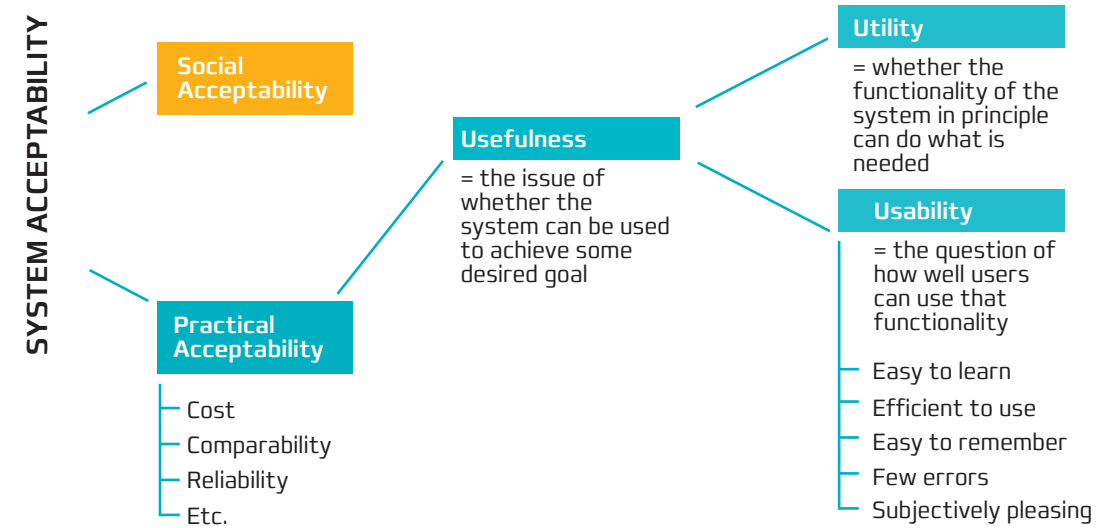 SYSTEM ACCEPTABILITY
Social
Acceptability
Practical
Acceptability
Cost
Comparability
Reliability
Etc.
Usefulness
= the issue of
whether the
system can be used
to achieve some
desired goal
Utility
= whether the
functionality of the
system in principle
can do what is
needed
Usability
= the question of
how well users
can use that
functionality
Easy to learn
Efficient to use
Easy to remember
Few errors
Subjectively pleasing